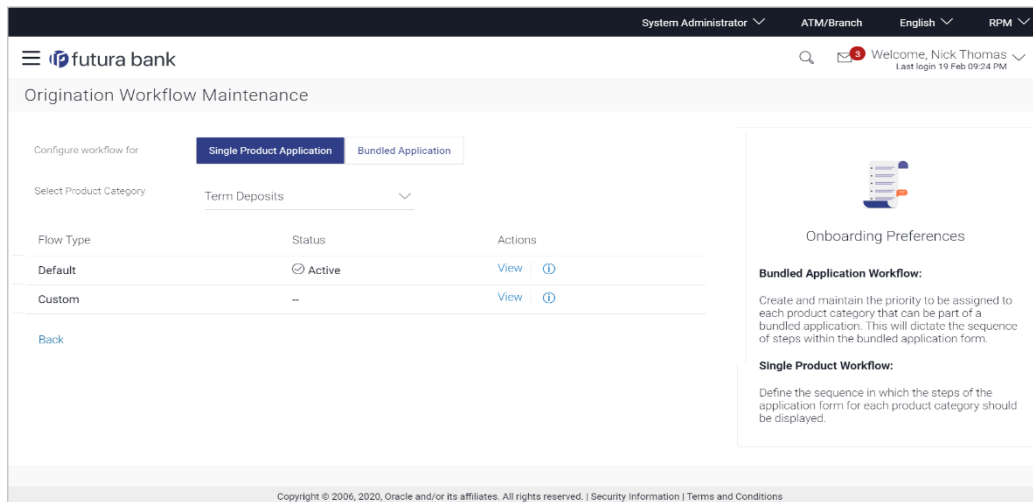 System Administrator ATM/Branch English RPM
futura bank
3 Welcome, Nick Thomas
Last login 19 Feb 09:24 PM
Origination Workflow Maintenance
Configure workflow for Single Product Application Bundled Application
Select Product Category Term Deposits
Flow Type Status Actions
Default Active View
Custom -- View
Back
Onboarding Preferences
Bundled Application Workflow:
Create and maintain the priority to be assigned to
each product category that can be part of a
bundled application. This will dictate the sequence
of steps within the bundled application form.
Single Product Workflow:
Define the sequence in which the steps of the
application form for each product category should
be displayed.
Copyright © 2006, 2020, Oracle and/or its affiliates. All rights reserved. | Security Information | Terms and Conditions